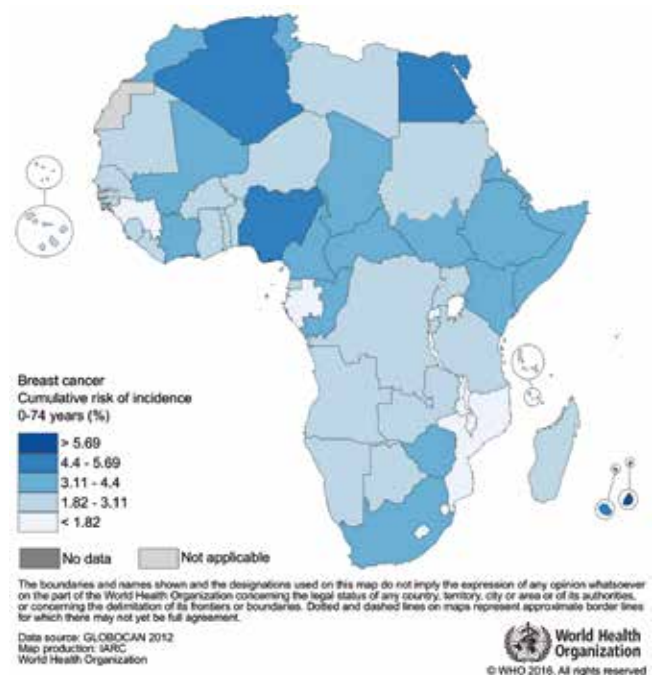 Breast cancer
Cumulative risk of incidence
0-74 years (%)
> 5.69
4.4 - 5.69
3.11 - 4.4
1.82 - 3.11
< 1.82
No data
Not applicable
The boundaries and names shown and the designations used on this map do not imply the expression of any opinion whatsoever
on the part of the World Health Organization concerning the legal status of any country, territory, city or area or of its authorities,
or concerning the delimitation of its frontiers or boundaries. Dotted and dashed lines on maps represent approximate border lines
for which there may not yet be full agreement.
Data source: GLOBOCAN 2012
Map production: IARC
World Health Organization
World Health
Organization
© WHO 2016. All rights reserved